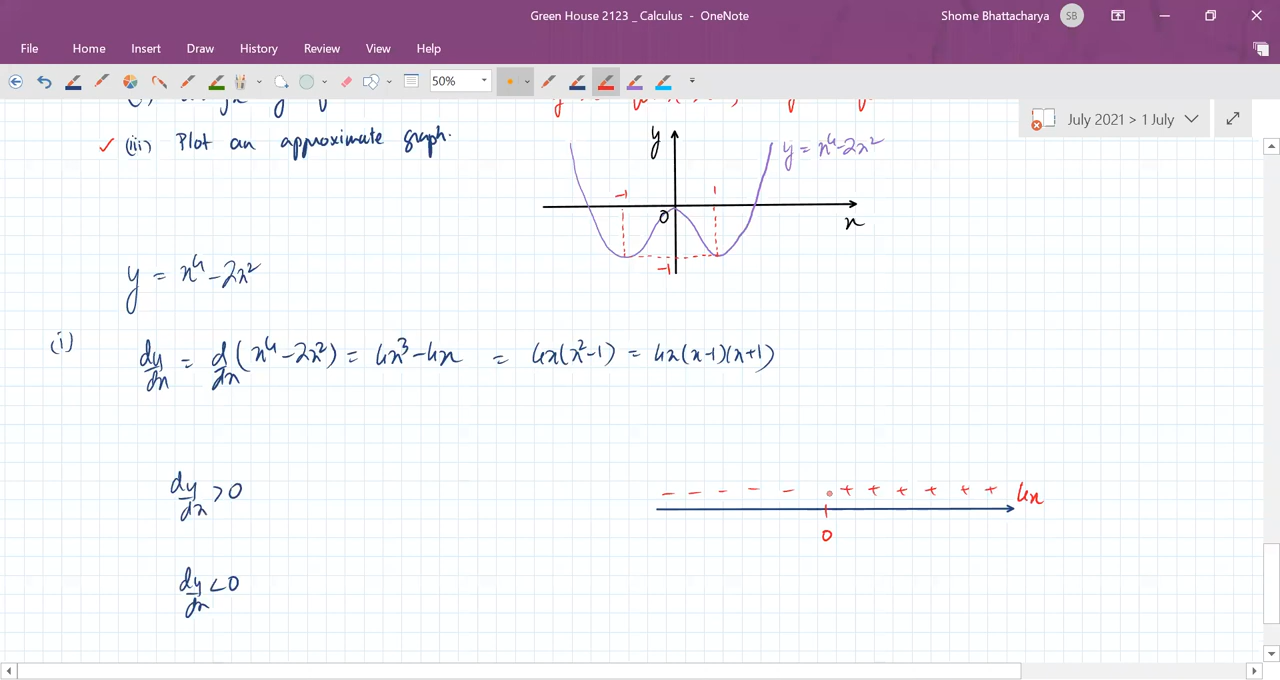 Green House 2123 _ Calculus - OneNote
Shome Bhattacharya SB
File Home Insert Draw History Review View Help
50%
July 2021 > 1 July
(iii) Plot an approximate graph.
y
y = x⁴-2x²
-1 1
0
x
-1
y = x⁴-2x²
(i)
dy/dx = d/dx (x⁴-2x²) = 4x³-4x = 4x(x²-1) = 4x(x-1)(x+1)
dy/dx > 0
- - - - - + + + + + + 4x
0
dy/dx < 0